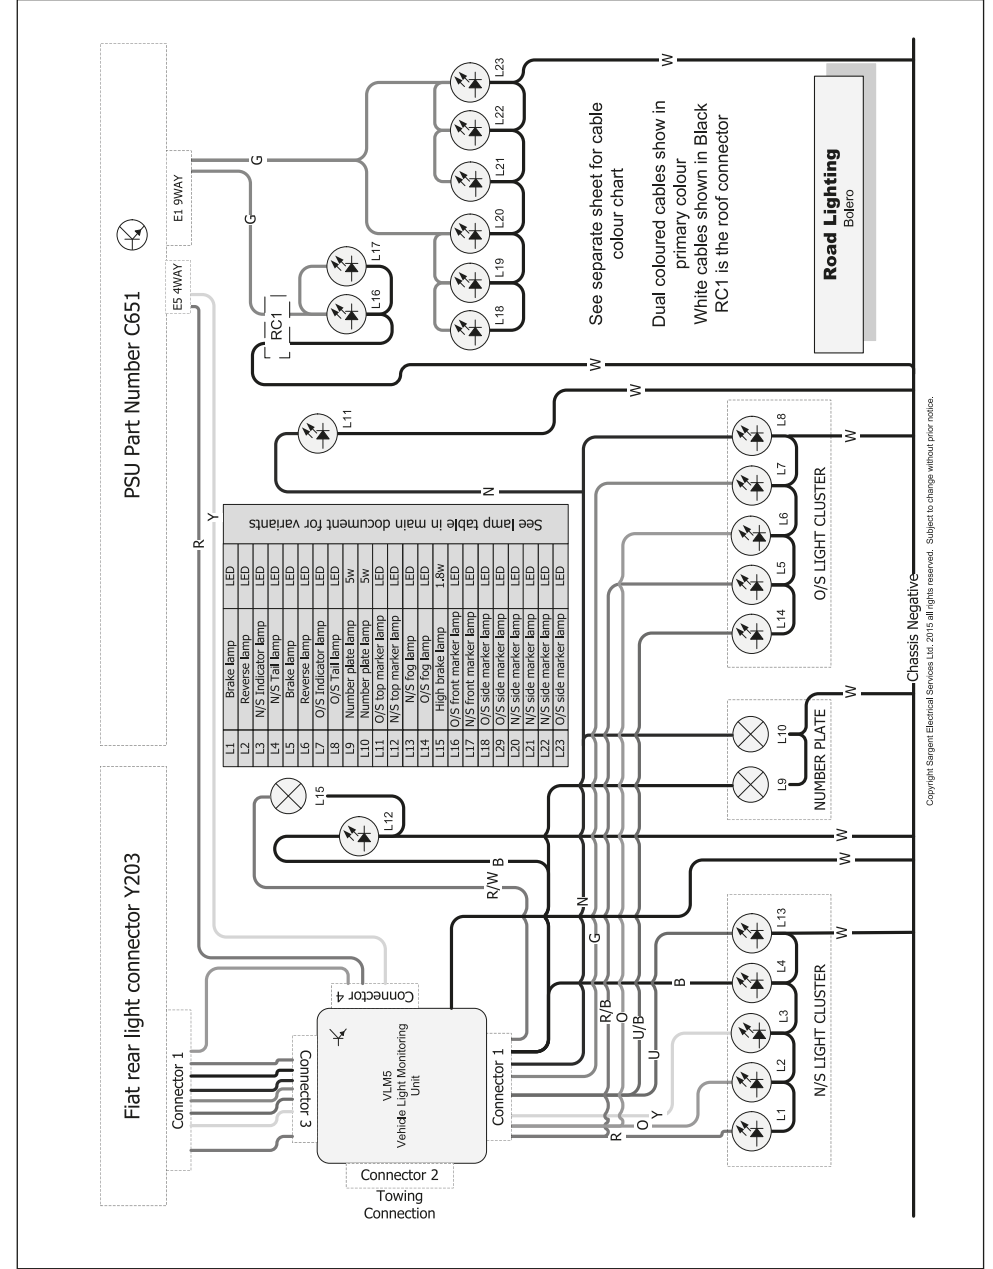 Fiat rear light connector Y203
PSU Part Number C651
Connector 1
E5 4WAY
E1 9WAY
R
Y
G
G
Connector 3
Connector 4
VLM5
Vehicle Light Monitoring
Unit
Connector 2
Towing
Connection
Connector 1
RC1
L15
L12
L11
L16
L17
L18
L19
L20
L21
L22
L23
See lamp table in main document for variants
L1 Brake lamp LED
L2 Reverse lamp LED
L3 N/S Indicator lamp LED
L4 N/S Tail lamp LED
L5 Brake lamp LED
L6 Reverse lamp LED
L7 O/S Indicator lamp LED
L8 O/S Tail lamp LED
L9 Number plate lamp 5w
L10 Number plate lamp 5w
L11 O/S top marker lamp LED
L12 N/S top marker lamp LED
L13 N/S fog lamp LED
L14 O/S fog lamp LED
L15 High brake lamp 1.8w
L16 O/S front marker lamp LED
L17 N/S front marker lamp LED
L18 O/S side marker lamp LED
L29 O/S side marker lamp LED
L20 N/S side marker lamp LED
L21 N/S side marker lamp LED
L22 N/S side marker lamp LED
L23 O/S side marker lamp LED
R/W
B
N
N
G
R/B
O
U/B
U
B
Y
O
R
W
W
W
W
W
W
W
W
L1
L2
L3
L4
L13
N/S LIGHT CLUSTER
L9
L10
NUMBER PLATE
L14
L5
L6
L7
L8
O/S LIGHT CLUSTER
See separate sheet for cable
colour chart
Dual coloured cables show in
primary colour
White cables shown in Black
RC1 is the roof connector
Road Lighting
Bolero
Chassis Negative
Copyright Sargent Electrical Services Ltd. 2015 all rights reserved. Subject to change without prior notice.